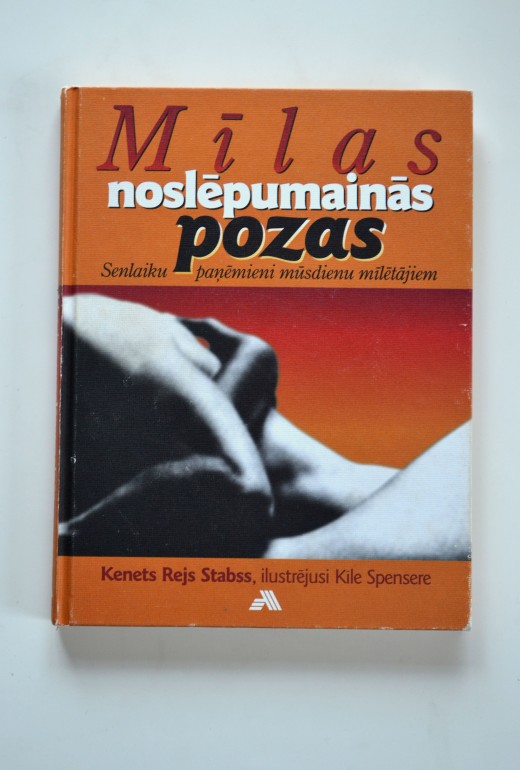 Mīlas
noslēpumainās
pozas
Senlaiku paņēmieni mūsdienu mīlētājiem
Kenets Rejs Stabss, ilustrējusi Kile Spensere